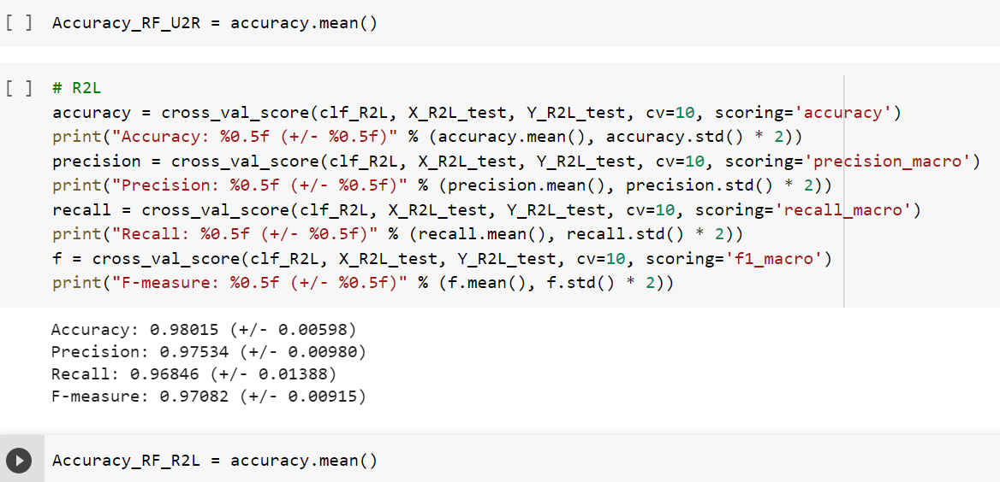 [ ] Accuracy_RF_U2R = accuracy.mean()
[ ] # R2L
accuracy = cross_val_score(clf_R2L, X_R2L_test, Y_R2L_test, cv=10, scoring='accuracy')
print("Accuracy: %0.5f (+/- %0.5f)" % (accuracy.mean(), accuracy.std() * 2))
precision = cross_val_score(clf_R2L, X_R2L_test, Y_R2L_test, cv=10, scoring='precision_macro')
print("Precision: %0.5f (+/- %0.5f)" % (precision.mean(), precision.std() * 2))
recall = cross_val_score(clf_R2L, X_R2L_test, Y_R2L_test, cv=10, scoring='recall_macro')
print("Recall: %0.5f (+/- %0.5f)" % (recall.mean(), recall.std() * 2))
f = cross_val_score(clf_R2L, X_R2L_test, Y_R2L_test, cv=10, scoring='f1_macro')
print("F-measure: %0.5f (+/- %0.5f)" % (f.mean(), f.std() * 2))
Accuracy: 0.98015 (+/- 0.00598)
Precision: 0.97534 (+/- 0.00980)
Recall: 0.96846 (+/- 0.01388)
F-measure: 0.97082 (+/- 0.00915)
Accuracy_RF_R2L = accuracy.mean()